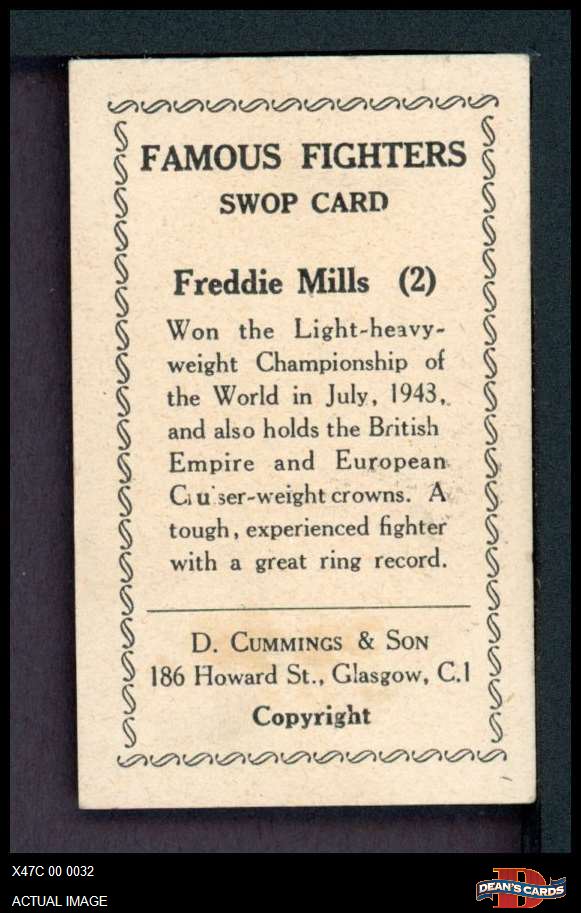 FAMOUS FIGHTERS
SWOP CARD
Freddie Mills (2)
Won the Light-heavy-
weight Championship of
the World in July, 1943,
and also holds the British
Empire and European
Cruiser-weight crowns. A
tough, experienced fighter
with a great ring record.
D. CUMMINGS & SON
186 Howard St., Glasgow, C.1
Copyright
X47C 00 0032
ACTUAL IMAGE
D
DEAN'S CARDS